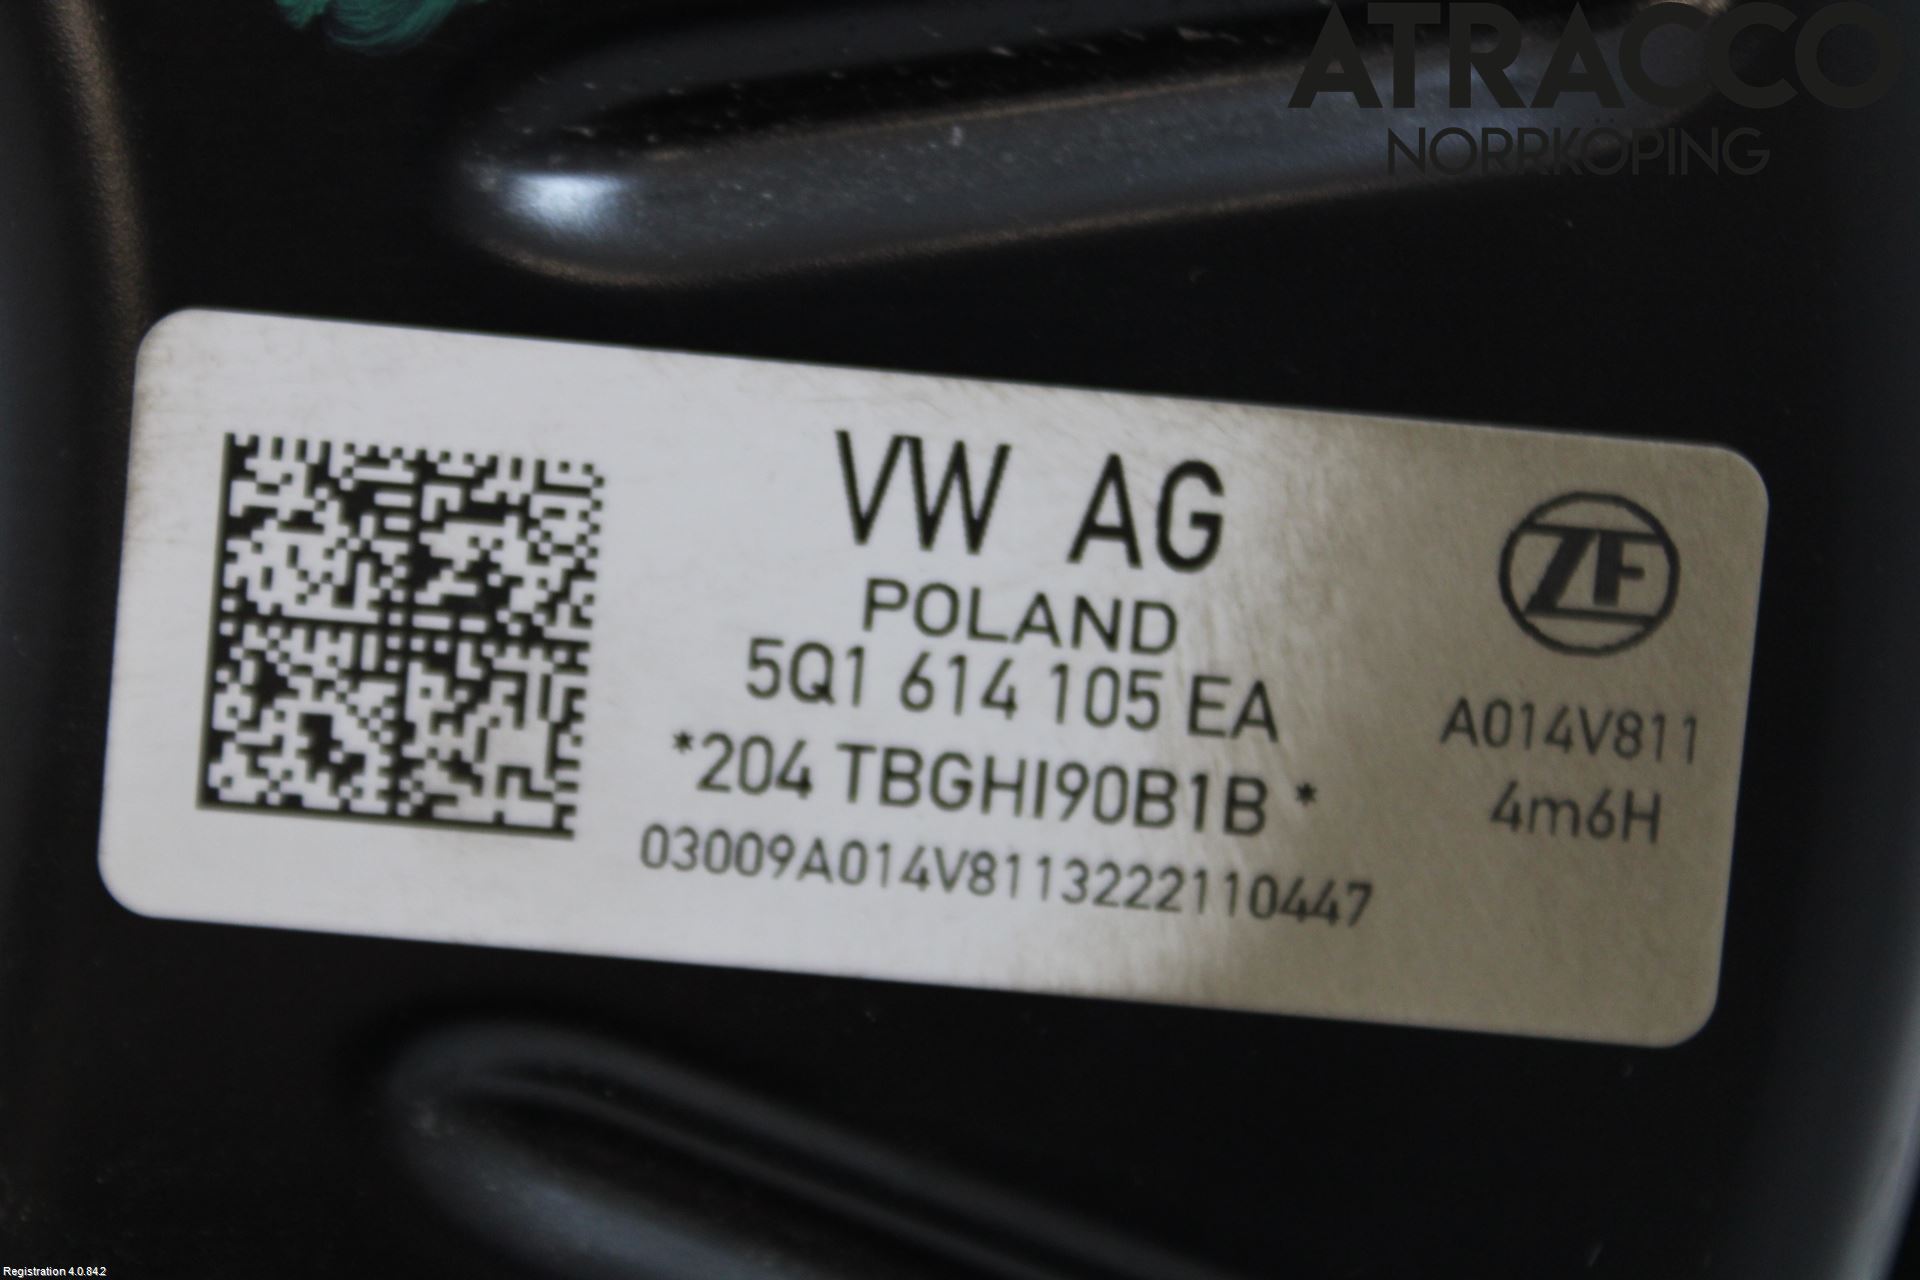 ATRACCO
NORRKÖPING
VW AG
POLAND
5Q1 614 105 EA
*204 TBGHI90B1B *
03009A014V8113222110447
ZF
A014V811
4m6H
Registration 4.0.84.2